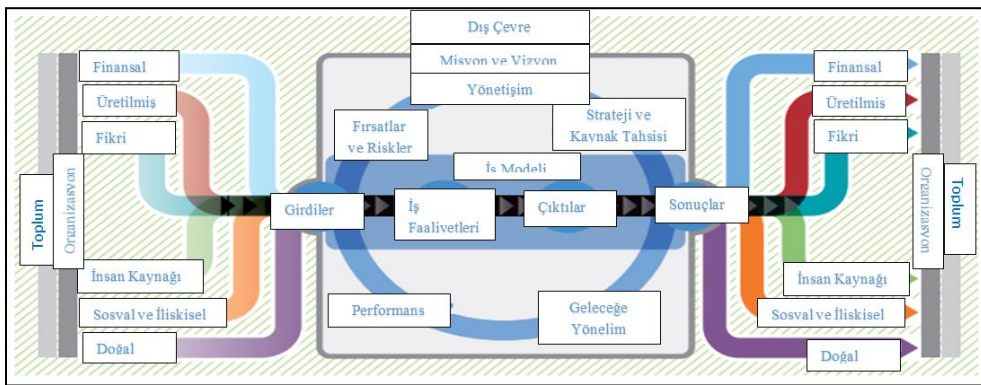 Dış Çevre
Misyon ve Vizyon
Yönetişim
Finansal
Üretilmiş
Fikri
Toplum
Organizasyon
İnsan Kaynağı
Sosyal ve İlişkisel
Doğal
Fırsatlar
ve Riskler
Strateji ve
Kaynak Tahsisi
İş Modeli
Girdiler
İş
Faaliyetleri
Çıktılar
Sonuçlar
Performans
Geleceğe
Yönelim
Finansal
Üretilmiş
Fikri
İnsan Kaynağı
Sosyal ve İlişkisel
Doğal
Organizasyon
Toplum